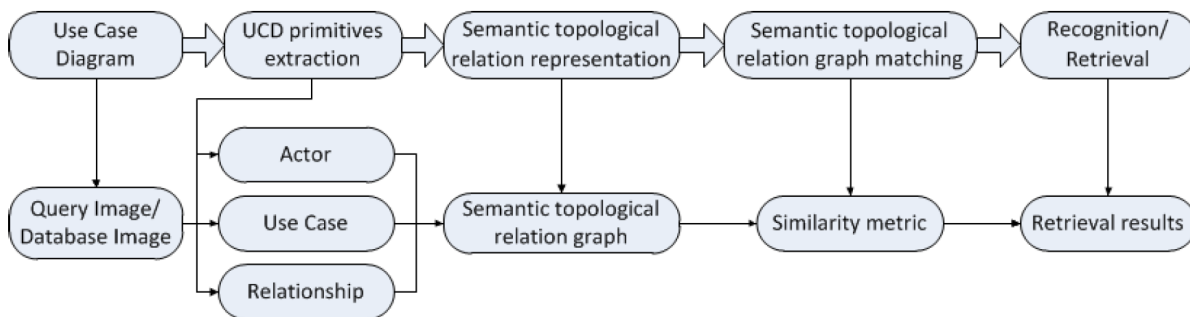 Use Case
Diagram
UCD primitives
extraction
Semantic topological
relation representation
Semantic topological
relation graph matching
Recognition/
Retrieval
Actor
Query Image/
Database Image
Use Case
Semantic topological
relation graph
Similarity metric
Retrieval results
Relationship